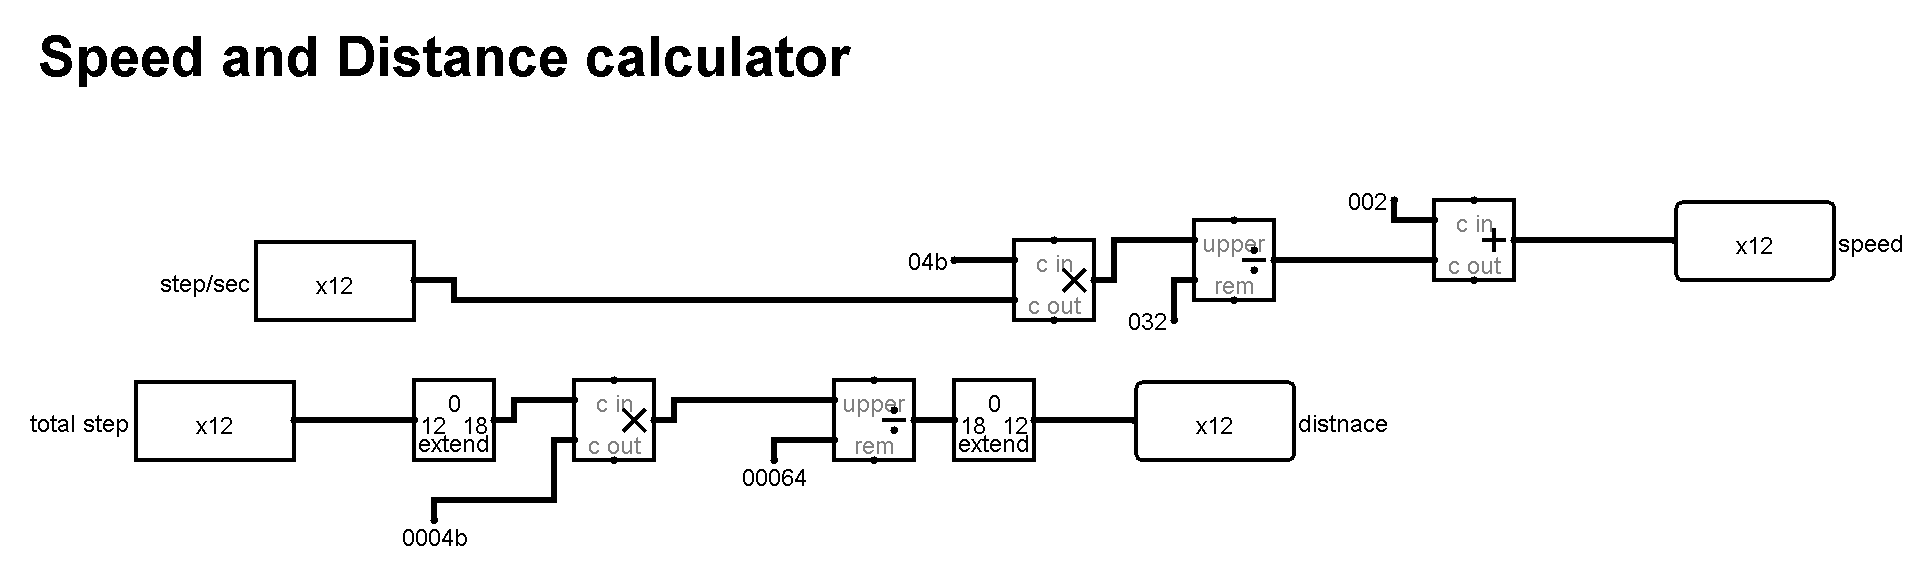 Speed and Distance calculator
002
c in
+
c out
x12
speed
step/sec
x12
04b
c in
×
c out
upper
÷
rem
032
total step
x12
0
12 18
extend
c in
×
c out
0004b
upper
÷
rem
00064
0
18 12
extend
x12
distnace